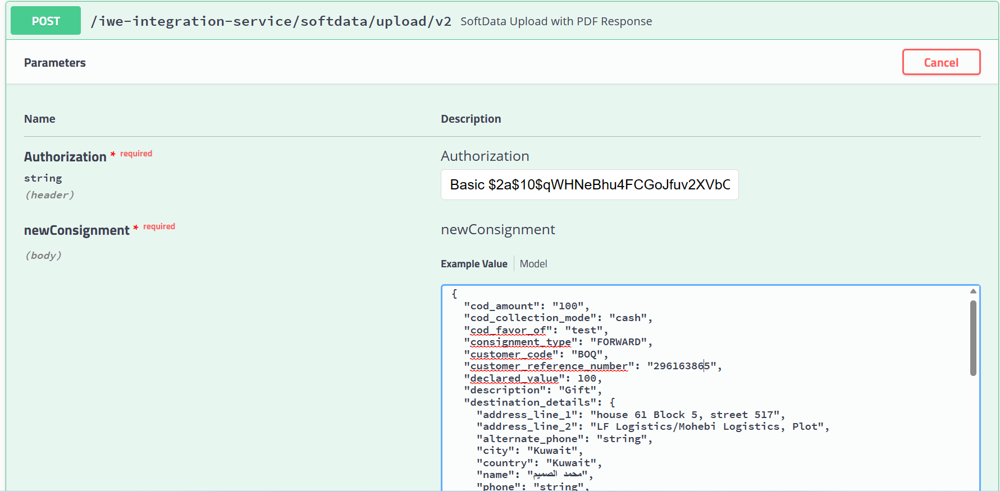 POST /iwe-integration-service/softdata/upload/v2 SoftData Upload with PDF Response
Parameters Cancel
Name Description
Authorization * required Authorization
string Basic $2a$10$qWHNeBhu4FCGoJfuv2XVbC
(header)
newConsignment * required newConsignment
(body)
Example Value Model
{
"cod_amount": "100",
"cod_collection_mode": "cash",
"cod_favor_of": "test",
"consignment_type": "FORWARD",
"customer_code": "BOQ",
"customer_reference_number": "296163865",
"declared_value": 100,
"description": "Gift",
"destination_details": {
"address_line_1": "house 61 Block 5, street 517",
"address_line_2": "LF Logistics/Mohebi Logistics, Plot",
"alternate_phone": "string",
"city": "Kuwait",
"country": "Kuwait",
"name": "محمد الصميم",
"phone": "string",